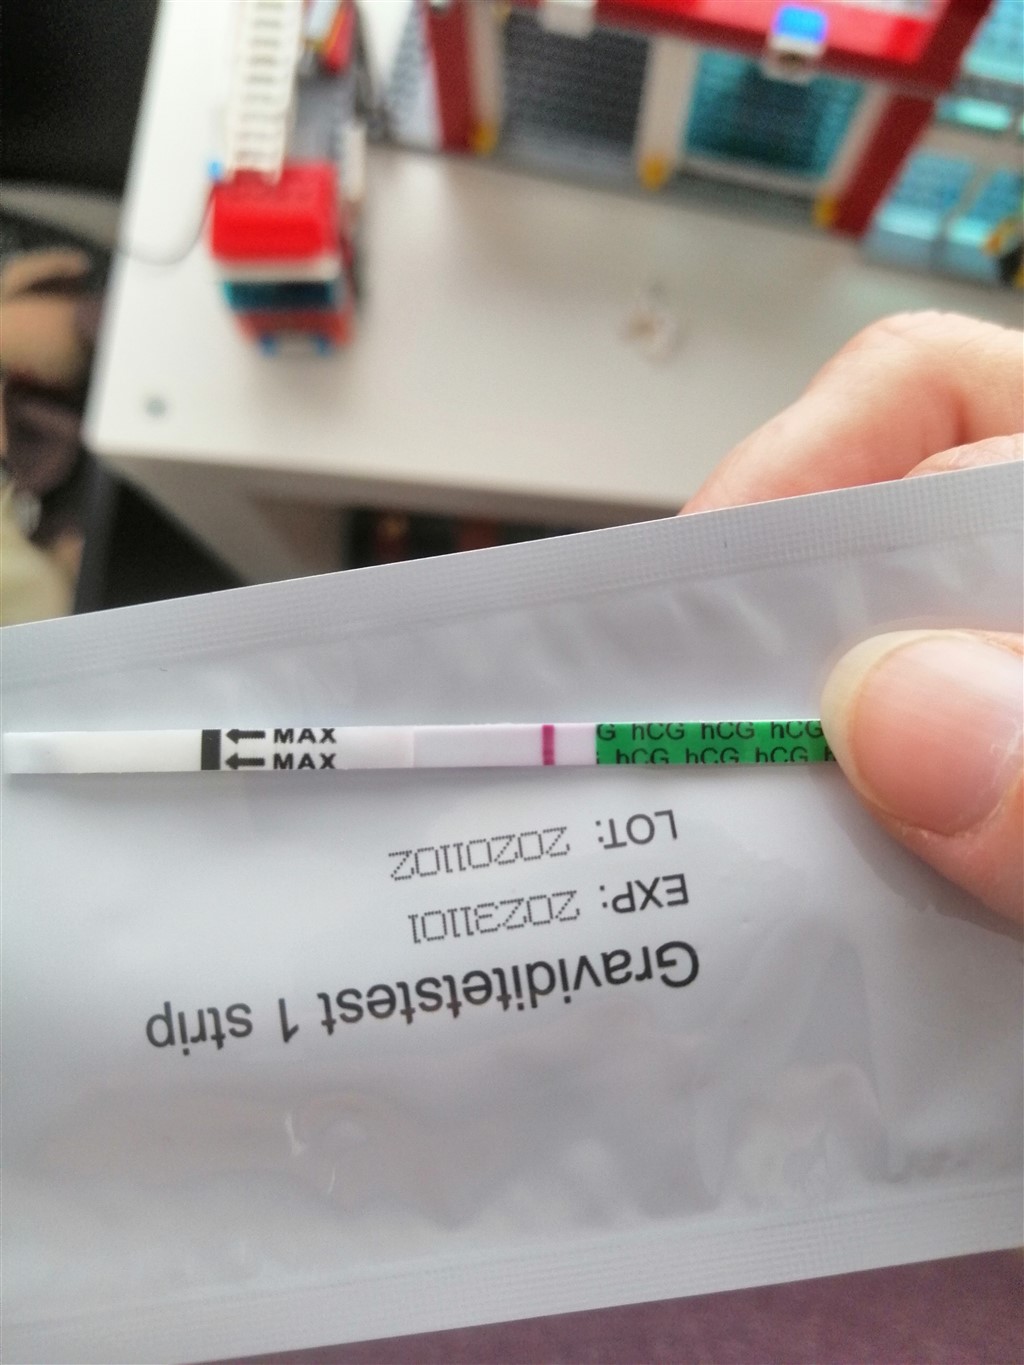 MAX
MAX
G hCG hCG hCG
hCG hCG hCG
Graviditetstest 1 strip
EXP: 20231101
LOT: 20201102